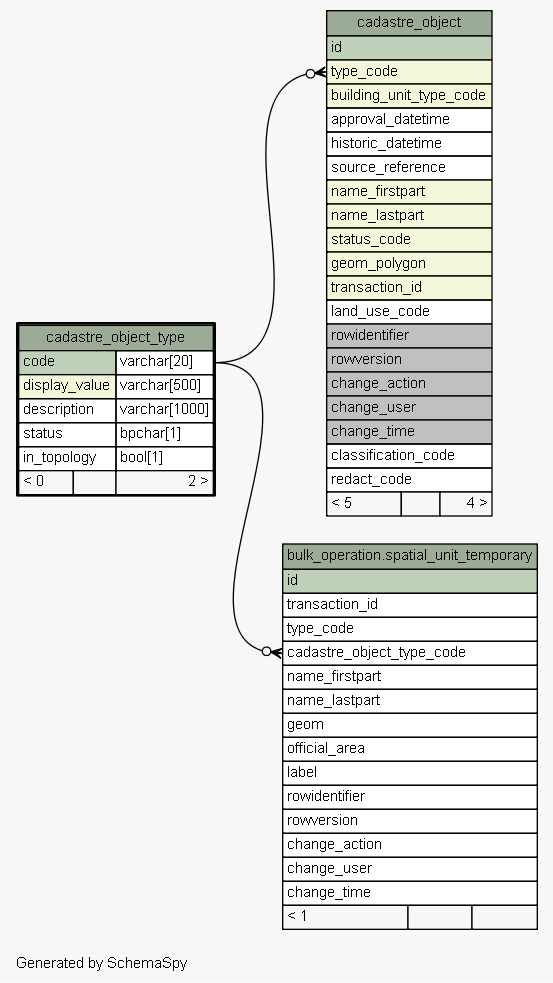 cadastre_object
id
type_code
building_unit_type_code
approval_datetime
historic_datetime
source_reference
name_firstpart
name_lastpart
status_code
geom_polygon
transaction_id
land_use_code
rowidentifier
rowversion
change_action
change_user
change_time
classification_code
redact_code
< 5 4 >
cadastre_object_type
code varchar[20]
display_value varchar[500]
description varchar[1000]
status bpchar[1]
in_topology bool[1]
< 0 2 >
bulk_operation.spatial_unit_temporary
id
transaction_id
type_code
cadastre_object_type_code
name_firstpart
name_lastpart
geom
official_area
label
rowidentifier
rowversion
change_action
change_user
change_time
< 1
Generated by SchemaSpy